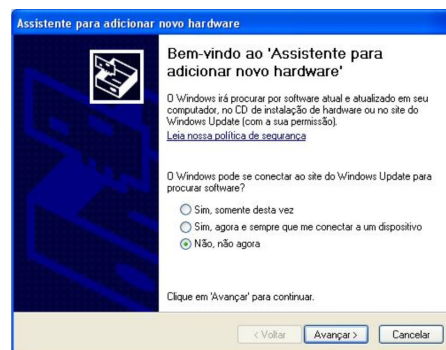 Assistente para adicionar novo hardware
Bem-vindo ao 'Assistente para
adicionar novo hardware'
O Windows irá procurar por software atual e atualizado em seu
computador, no CD de instalação de hardware ou no site do
Windows Update (com a sua permissão).
Leia nossa política de segurança
O Windows pode se conectar ao site do Windows Update para
procurar software?
Sim, somente desta vez
Sim, agora e sempre que me conectar a um dispositivo
Não, não agora
Clique em 'Avançar' para continuar.
< Voltar Avançar > Cancelar